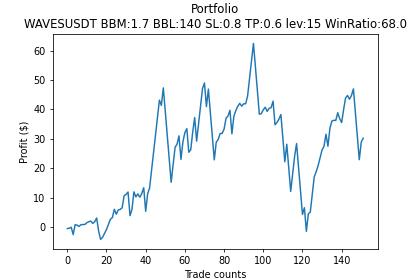 Portfolio
WAVESUSDT BBM:1.7 BBL:140 SL:0.8 TP:0.6 lev:15 WinRatio:68.0
Profit ($)
60
50
40
30
20
10
0
0 20 40 60 80 100 120 140
Trade counts